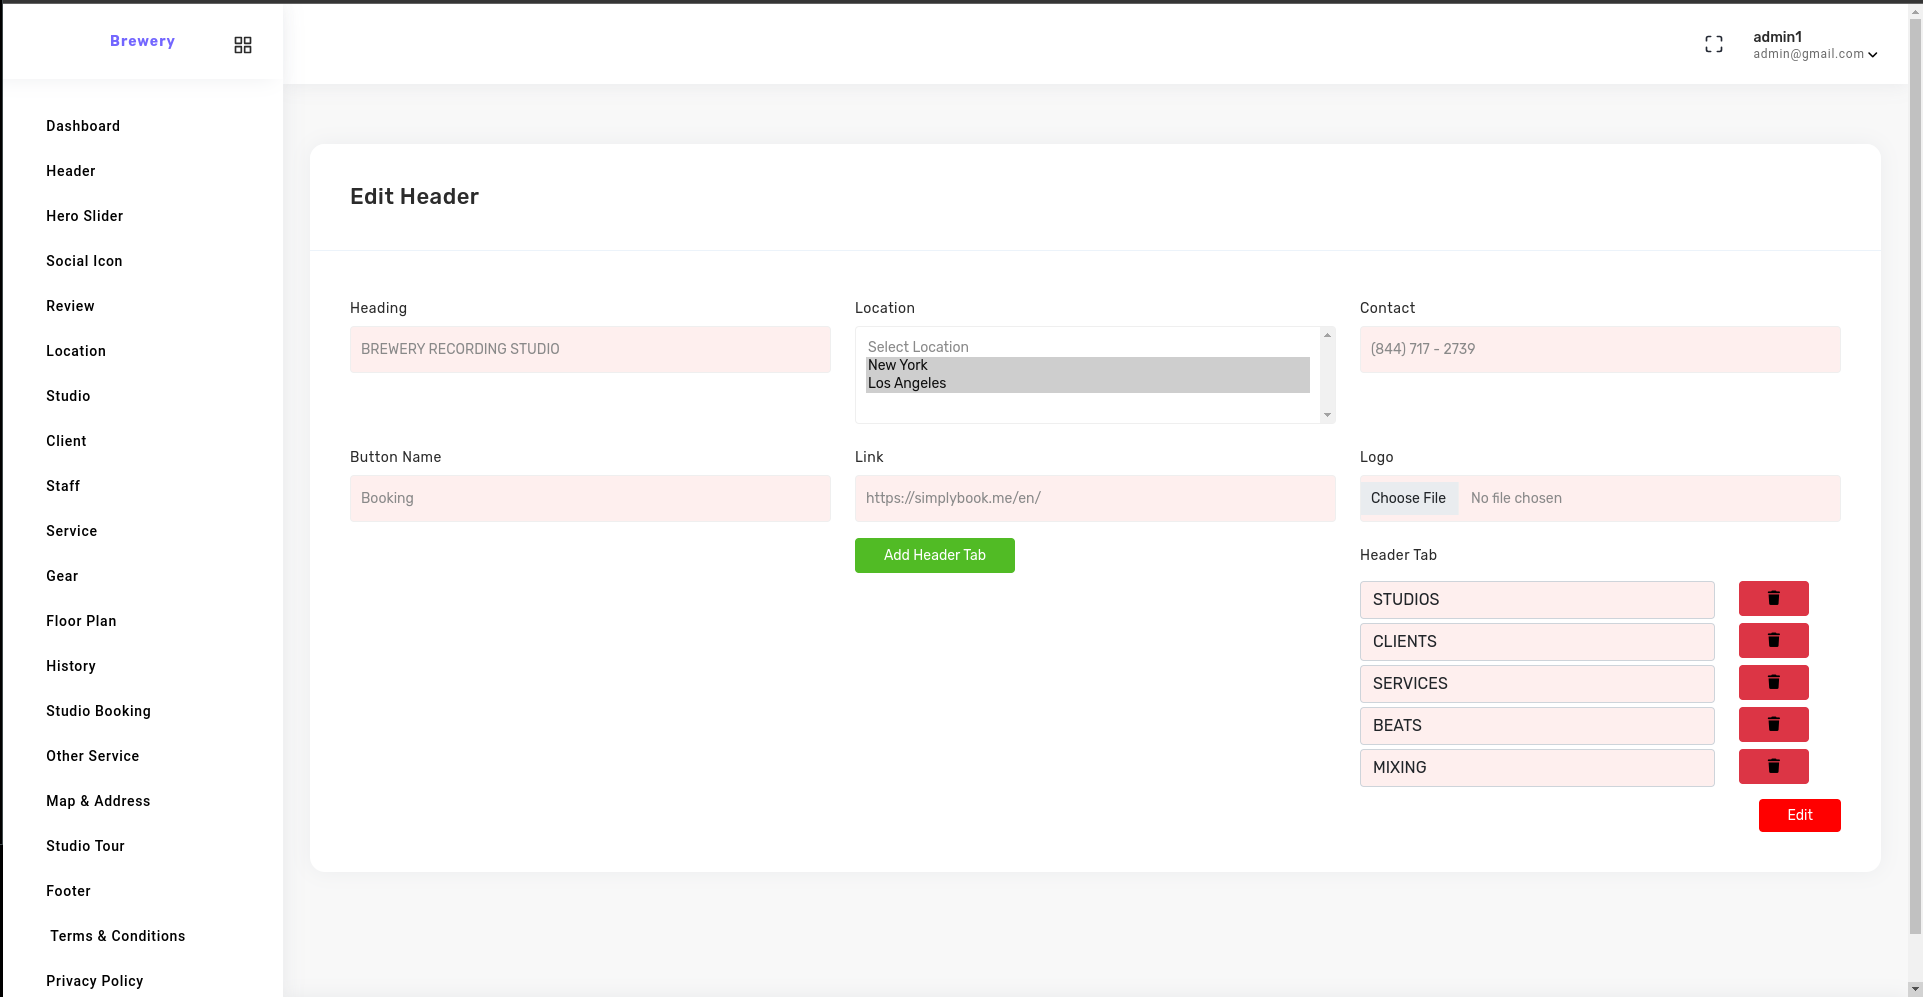 Brewery
admin1
admin@gmail.com
Dashboard
Header
Hero Slider
Social Icon
Review
Location
Studio
Client
Staff
Service
Gear
Floor Plan
History
Studio Booking
Other Service
Map & Address
Studio Tour
Footer
Terms & Conditions
Privacy Policy
Edit Header
Heading
BREWERY RECORDING STUDIO
Location
Select Location
New York
Los Angeles
Contact
(844) 717 - 2739
Button Name
Booking
Link
https://simplybook.me/en/
Logo
Choose File No file chosen
Add Header Tab
Header Tab
STUDIOS
CLIENTS
SERVICES
BEATS
MIXING
Edit